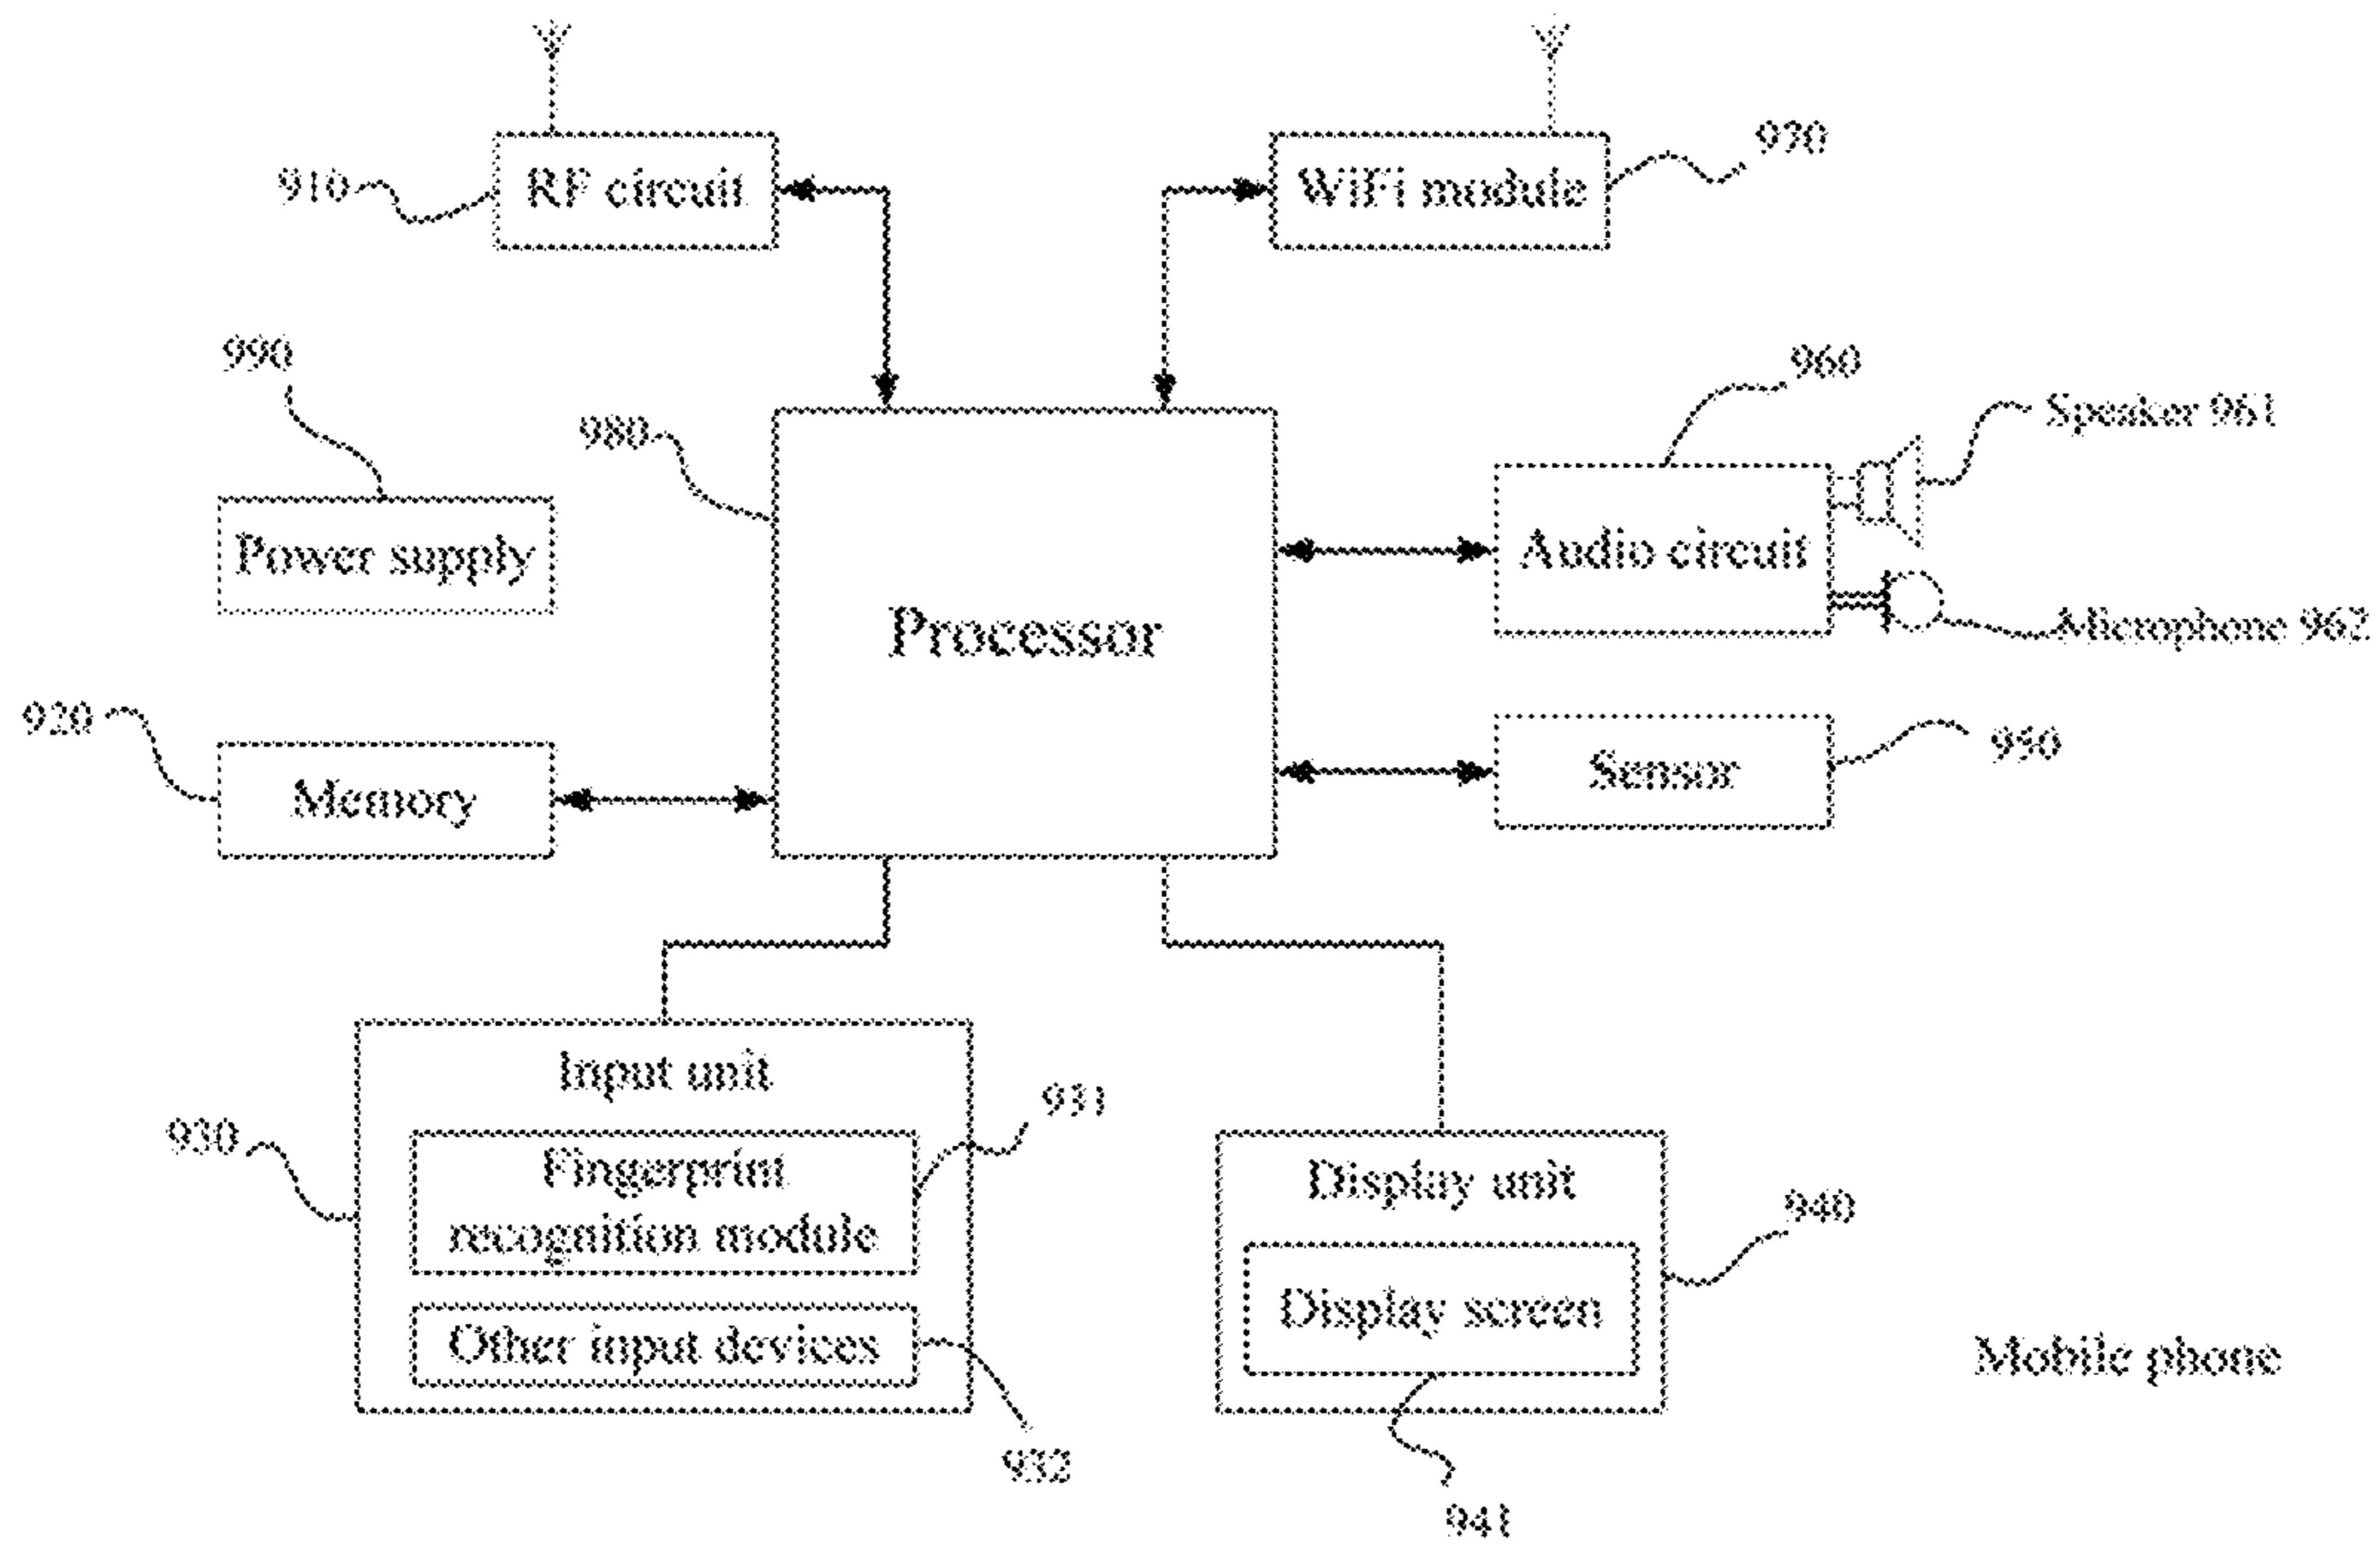 910
RF circuit
WiFi module
970
990
980
960
Speaker 961
Power supply
Processor
Audio circuit
Microphone 962
920
Memory
Sensor
950
930
Input unit
931
Fingerprint
recognition module
Other input devices
932
Display unit
940
Display screen
941
Mobile phone